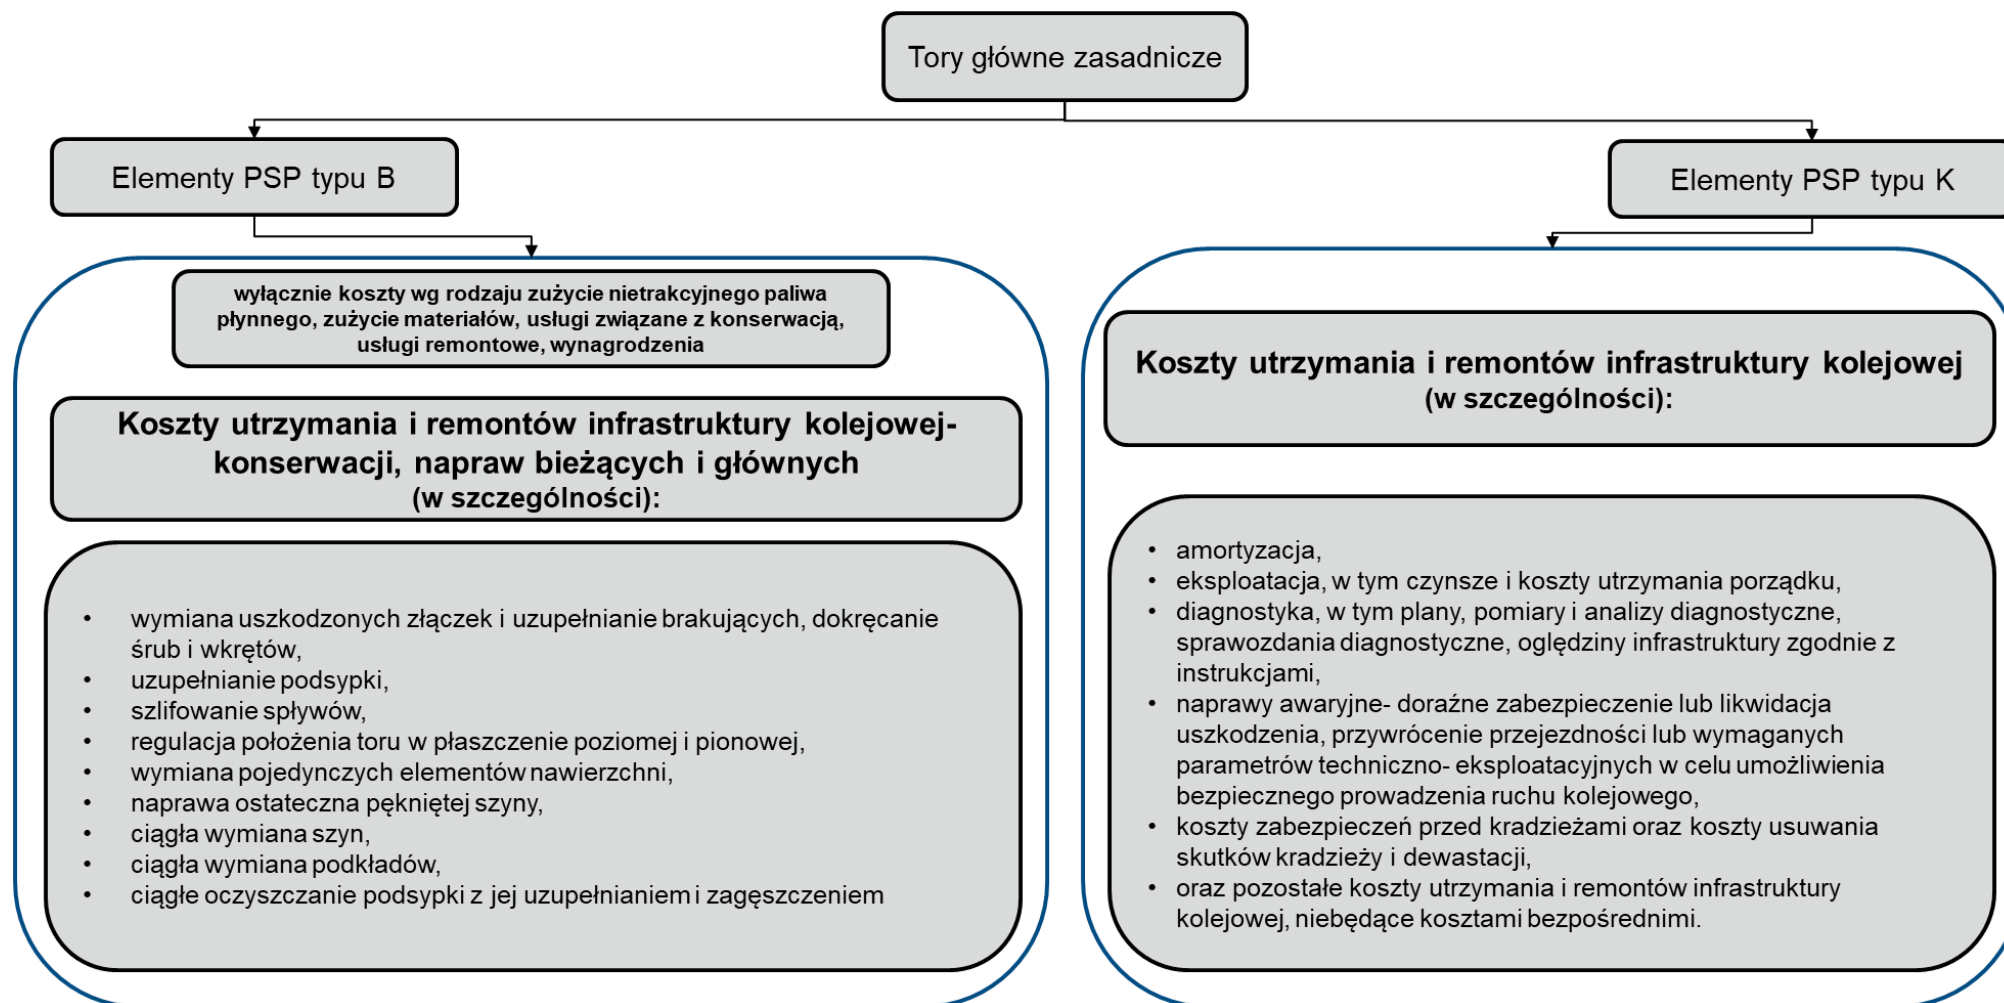 Tory główne zasadnicze
Elementy PSP typu B
Elementy PSP typu K
wyłącznie koszty wg rodzaju zużycie nietrakcyjnego paliwa
płynnego, zużycie materiałów, usługi związane z konserwacją,
usługi remontowe, wynagrodzenia
Koszty utrzymania i remontów infrastruktury kolejowej-
konserwacji, napraw bieżących i głównych
(w szczególności):
• wymiana uszkodzonych złączek i uzupełnianie brakujących, dokręcanie
śrub i wkrętów,
• uzupełnianie podsypki,
• szlifowanie spływów,
• regulacja położenia toru w płaszczenie poziomej i pionowej,
• wymiana pojedynczych elementów nawierzchni,
• naprawa ostateczna pękniętej szyny,
• ciągła wymiana szyn,
• ciągła wymiana podkładów,
• ciągłe oczyszczanie podsypki z jej uzupełnianiem i zagęszczeniem
Koszty utrzymania i remontów infrastruktury kolejowej
(w szczególności):
• amortyzacja,
• eksploatacja, w tym czynsze i koszty utrzymania porządku,
• diagnostyka, w tym plany, pomiary i analizy diagnostyczne,
sprawozdania diagnostyczne, oględziny infrastruktury zgodnie z
instrukcjami,
• naprawy awaryjne- doraźne zabezpieczenie lub likwidacja
uszkodzenia, przywrócenie przejezdności lub wymaganych
parametrów techniczno- eksploatacyjnych w celu umożliwienia
bezpiecznego prowadzenia ruchu kolejowego,
• koszty zabezpieczeń przed kradzieżami oraz koszty usuwania
skutków kradzieży i dewastacji,
• oraz pozostałe koszty utrzymania i remontów infrastruktury
kolejowej, niebędące kosztami bezpośrednimi.